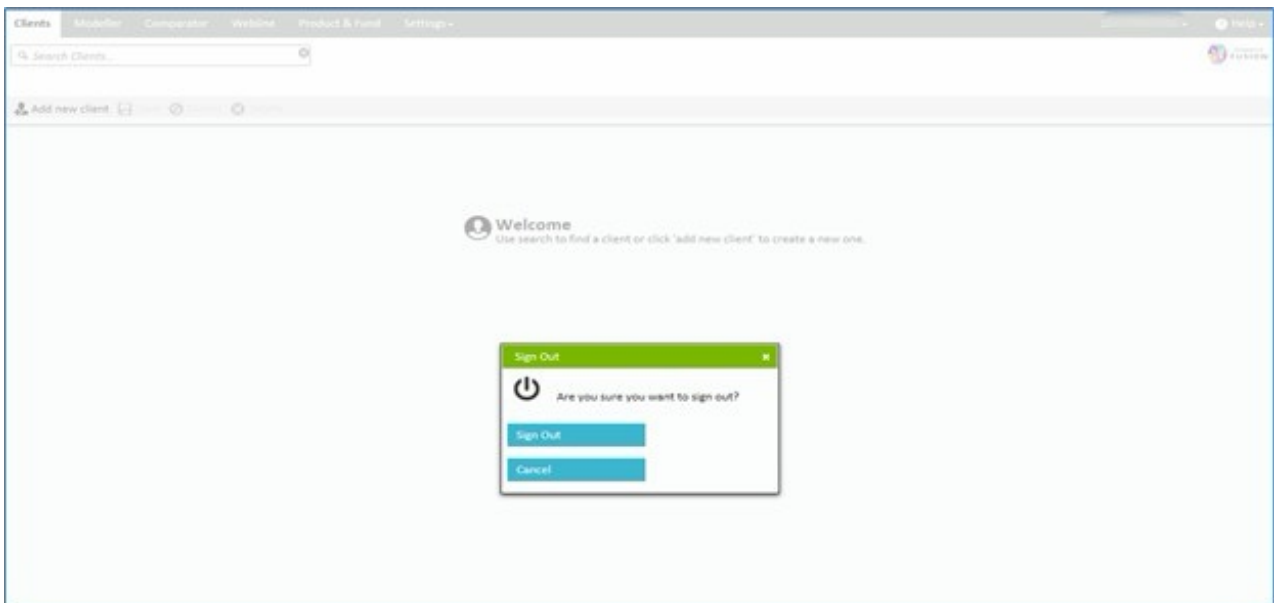 Clients Modeller Comparator Webline Product & Fund Settings Help
Search Clients...
FUSION
Add new client
Welcome
Use search to find a client or click 'add new client' to create a new one.
Sign Out
Are you sure you want to sign out?
Sign Out
Cancel